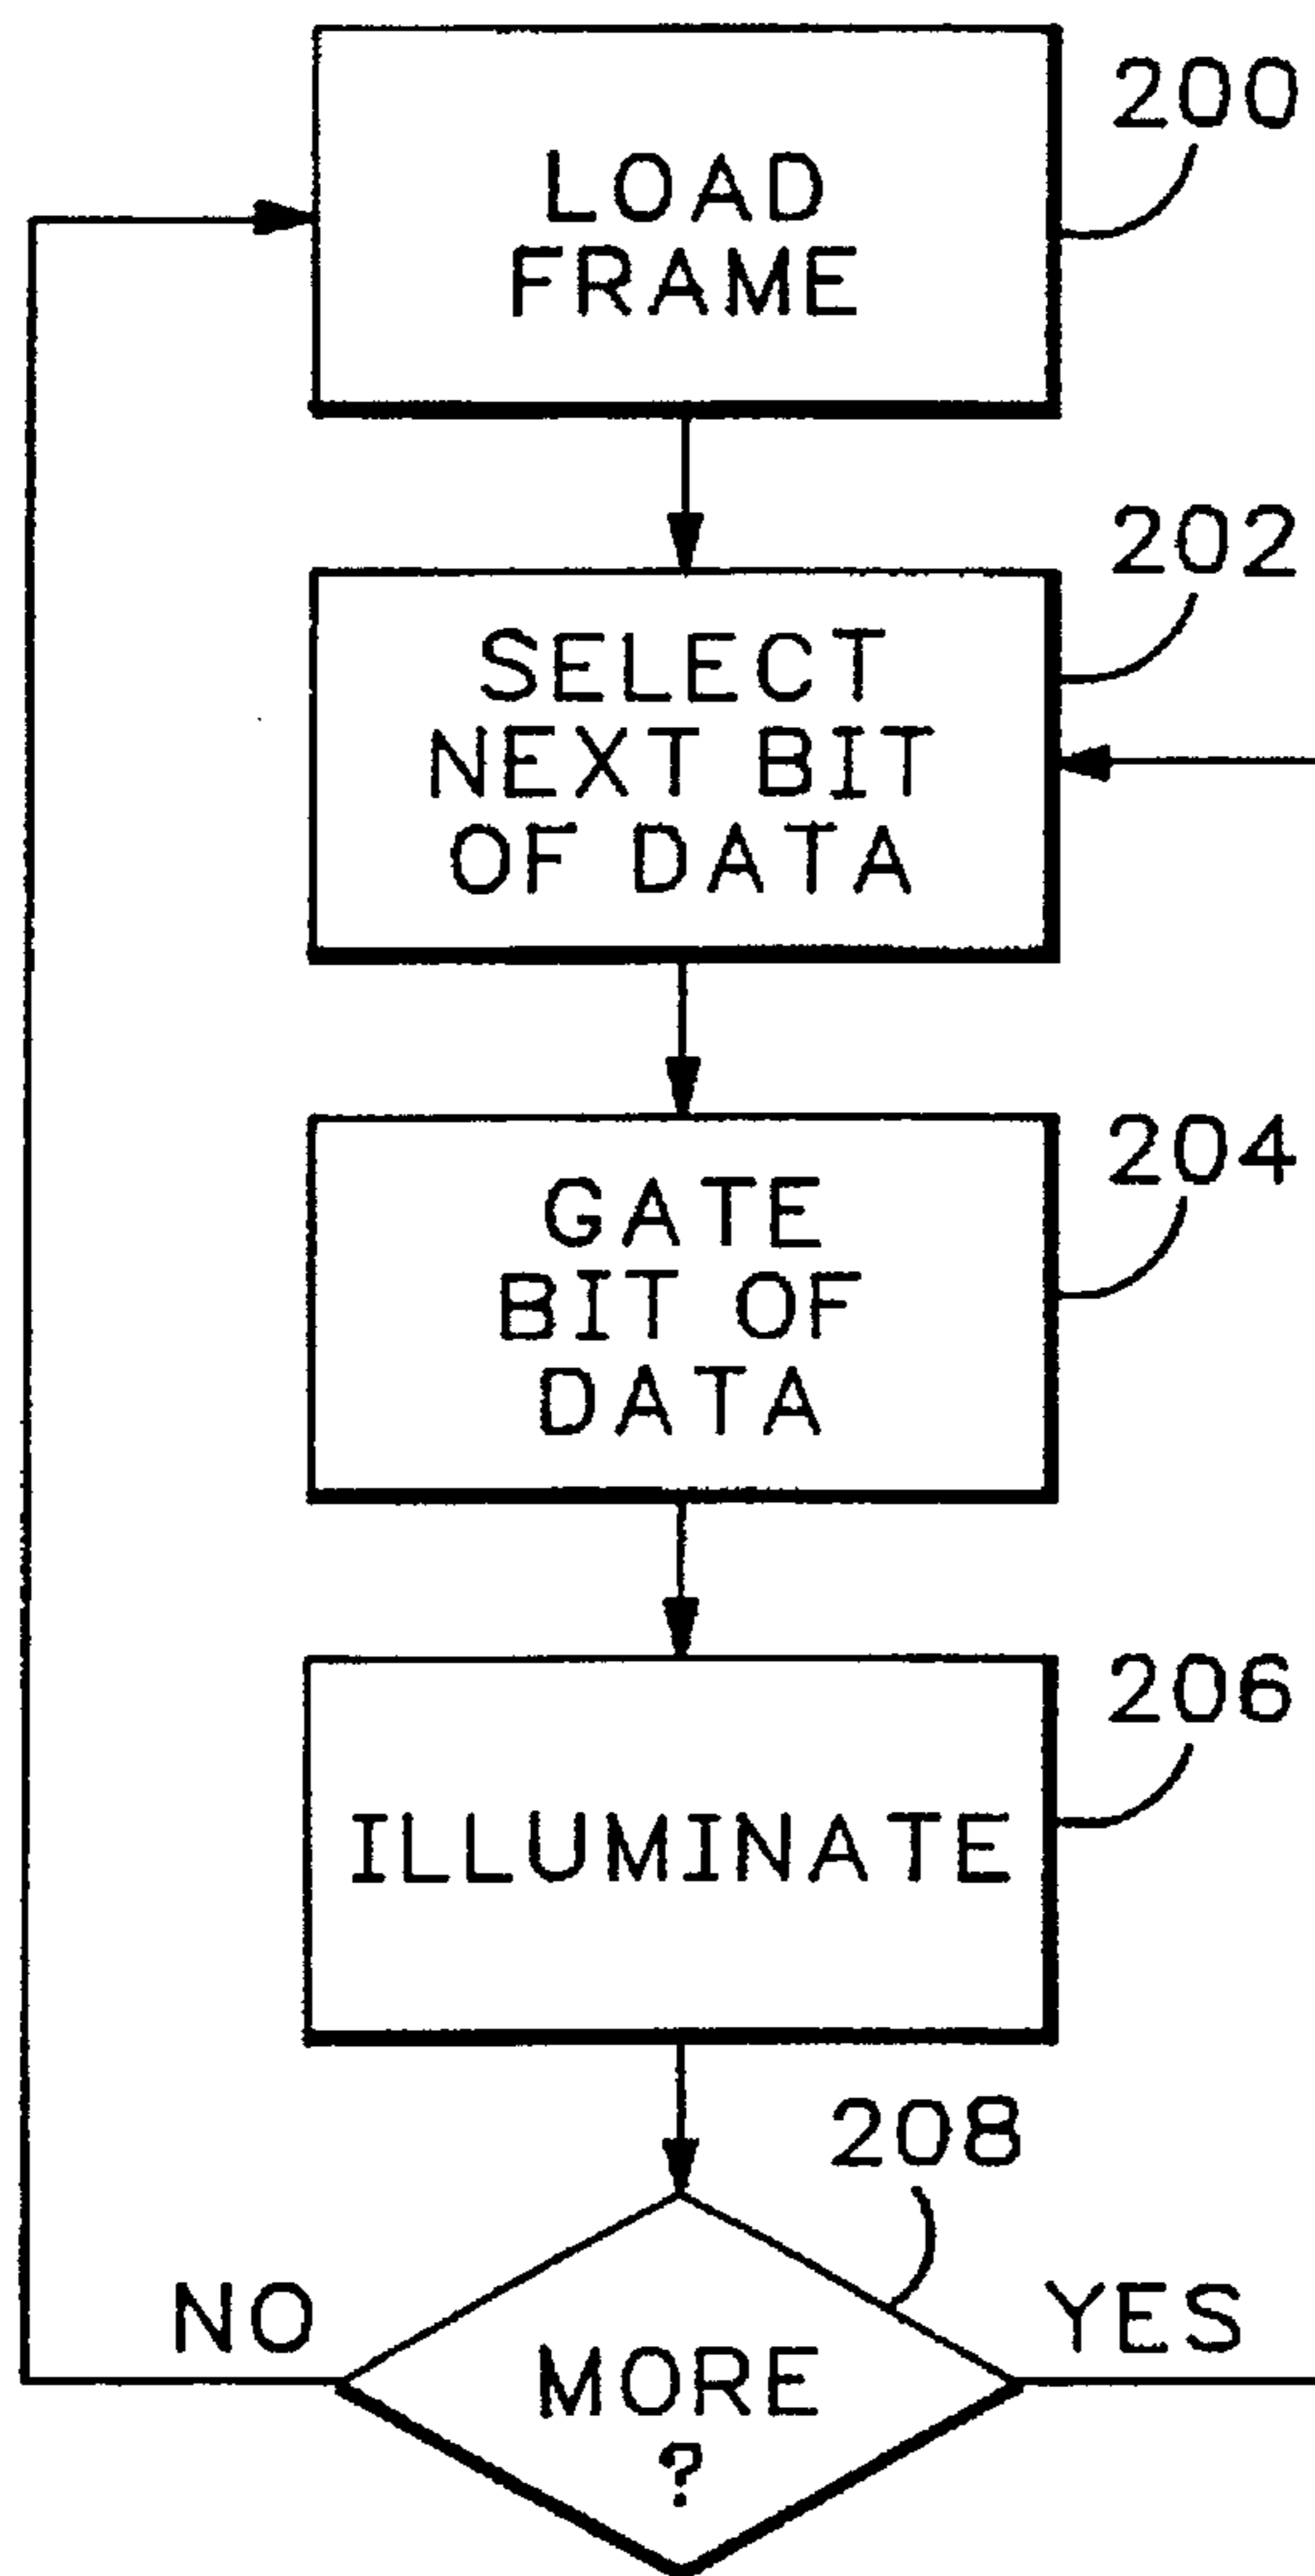 200
LOAD
FRAME
202
SELECT
NEXT BIT
OF DATA
204
GATE
BIT OF
DATA
206
ILLUMINATE
208
NO
YES
MORE
?